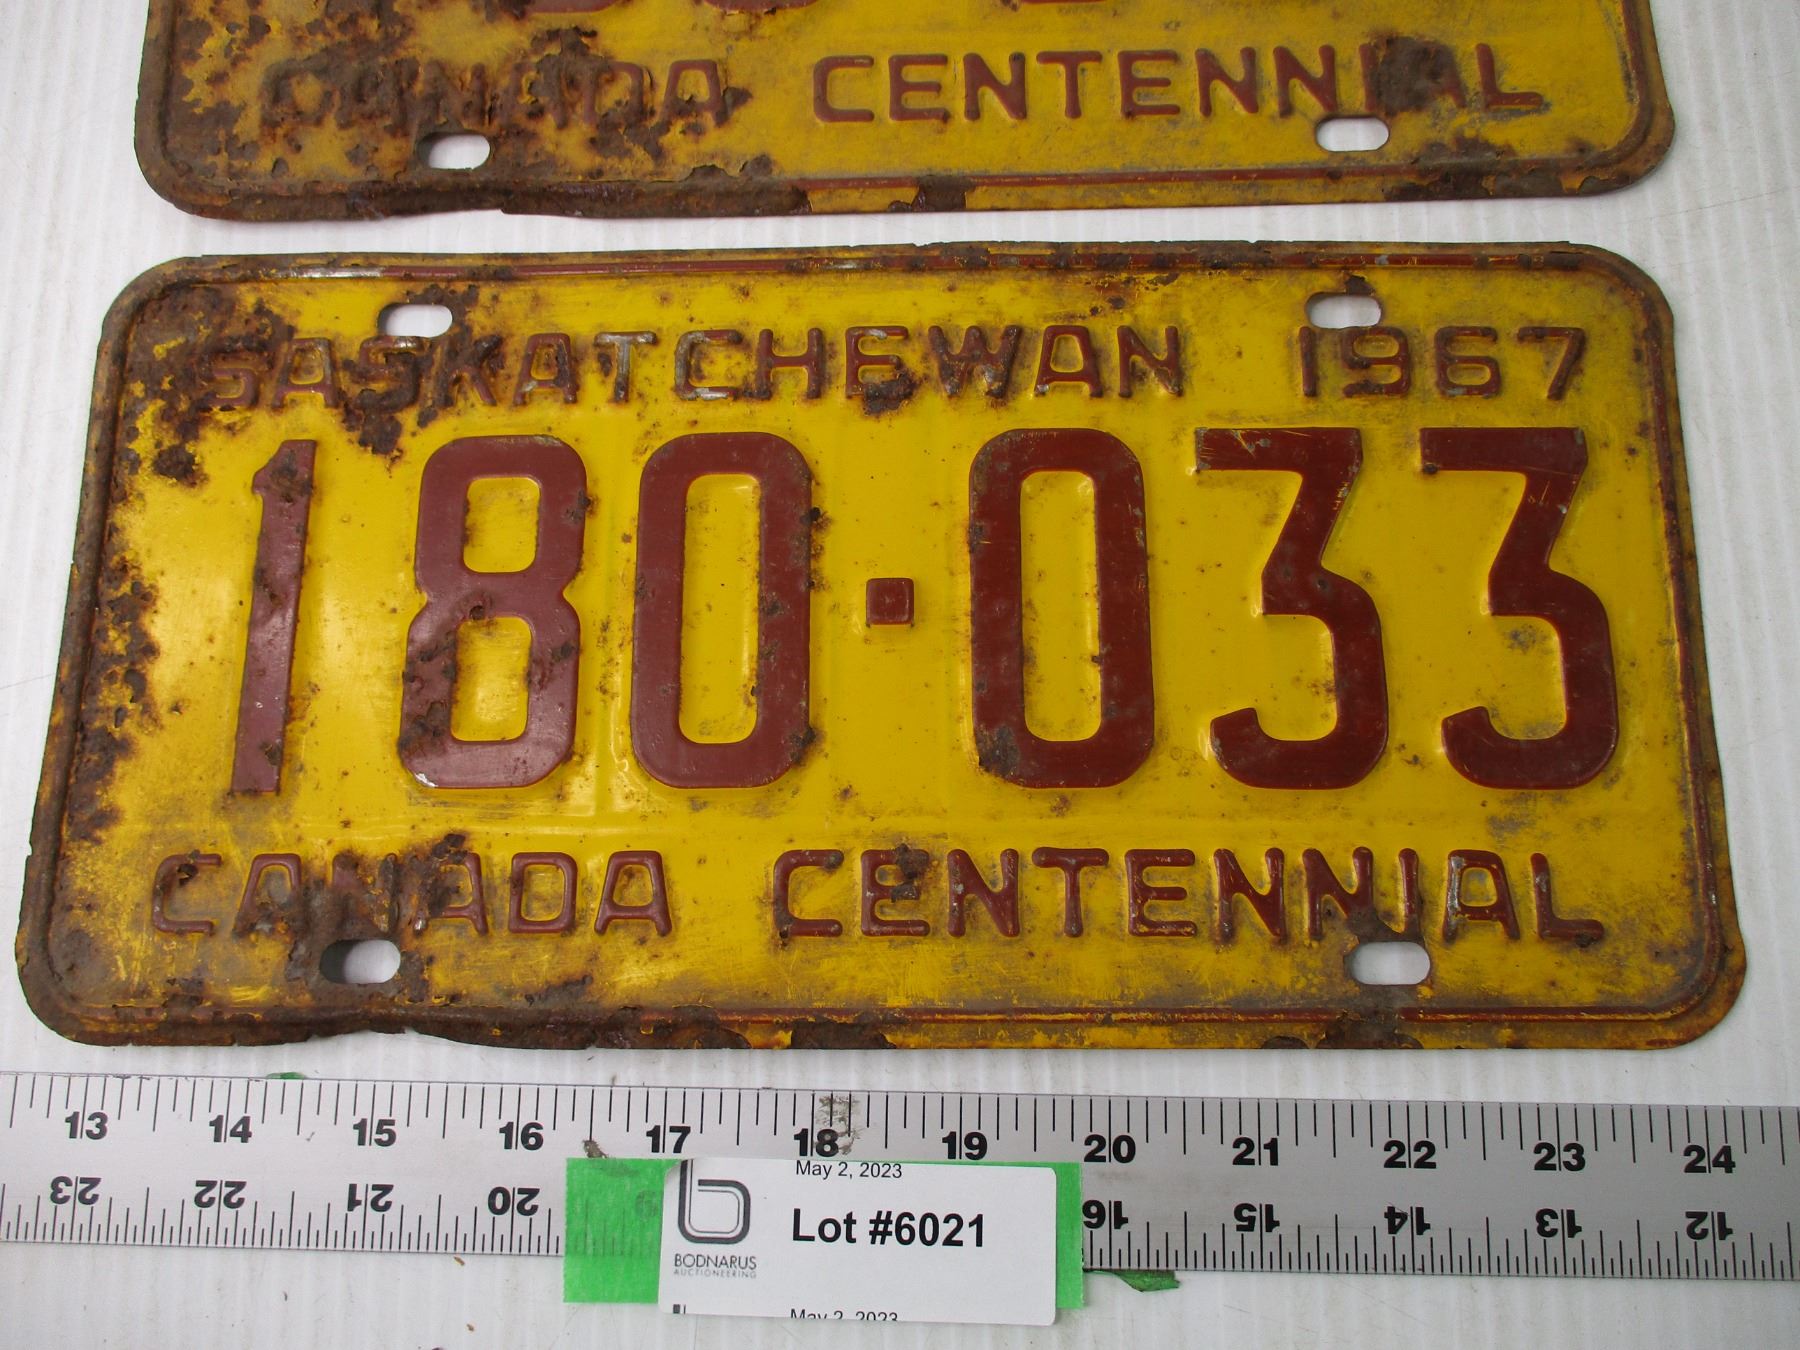 CANADA CENTENNIAL
SASKATCHEWAN 1967
180·033
CANADA CENTENNIAL
13 14 15 16 17 18 19 20 21 22 23 24
23 22 21 20 16 15 14 13 12
May 2, 2023
Lot #6021
BODNARUS
AUCTIONEERING
May 2, 2023